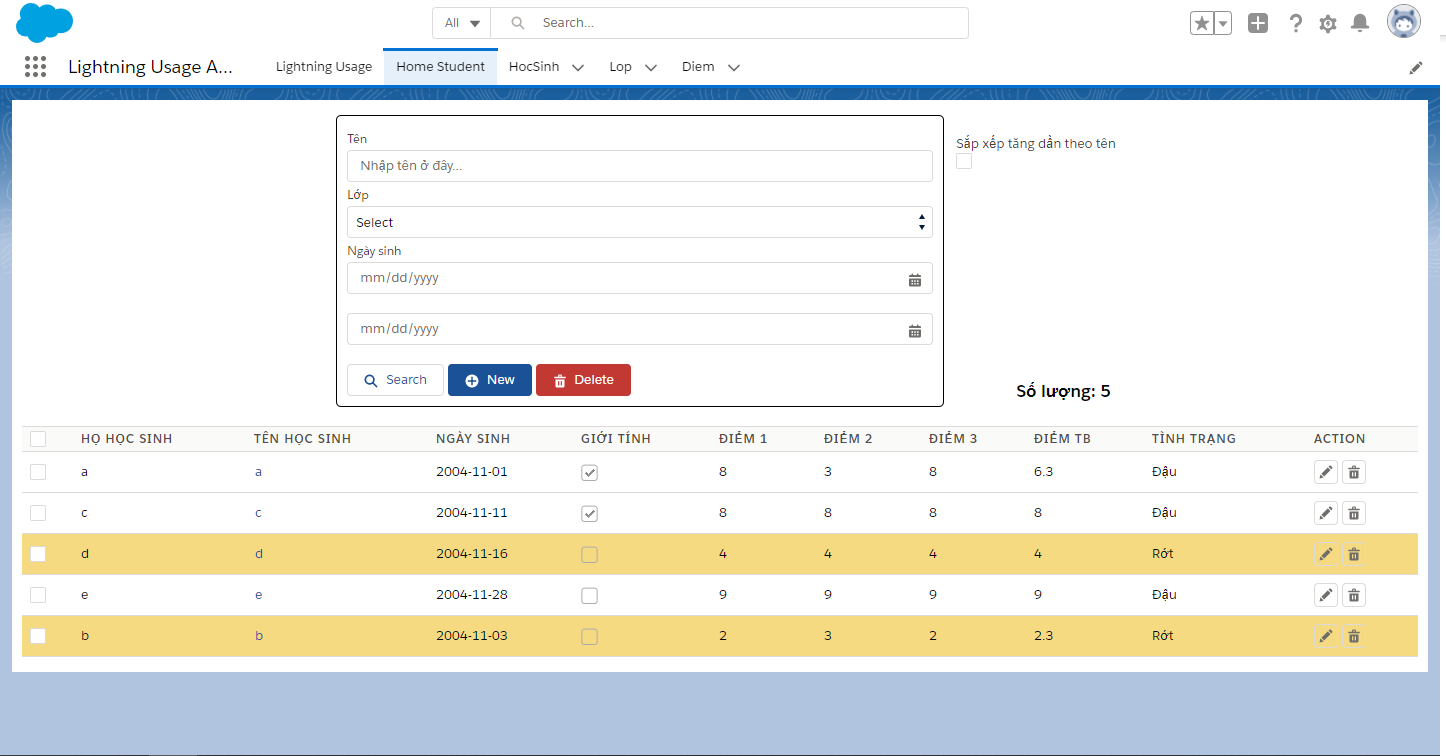 All Search...
Lightning Usage A... Lightning Usage Home Student HocSinh Lop Diem
Tên
Nhập tên ở đây...
Sắp xếp tăng dần theo tên
Lớp
Select
Ngày sinh
mm/dd/yyyy
mm/dd/yyyy
Search New Delete
Số lượng: 5
HỌ HỌC SINH TÊN HỌC SINH NGÀY SINH GIỚI TÍNH ĐIỂM 1 ĐIỂM 2 ĐIỂM 3 ĐIỂM TB TÌNH TRẠNG ACTION
a a 2004-11-01 8 3 8 6.3 Đậu
c c 2004-11-11 8 8 8 8 Đậu
d d 2004-11-16 4 4 4 4 Rớt
e e 2004-11-28 9 9 9 9 Đậu
b b 2004-11-03 2 3 2 2.3 Rớt